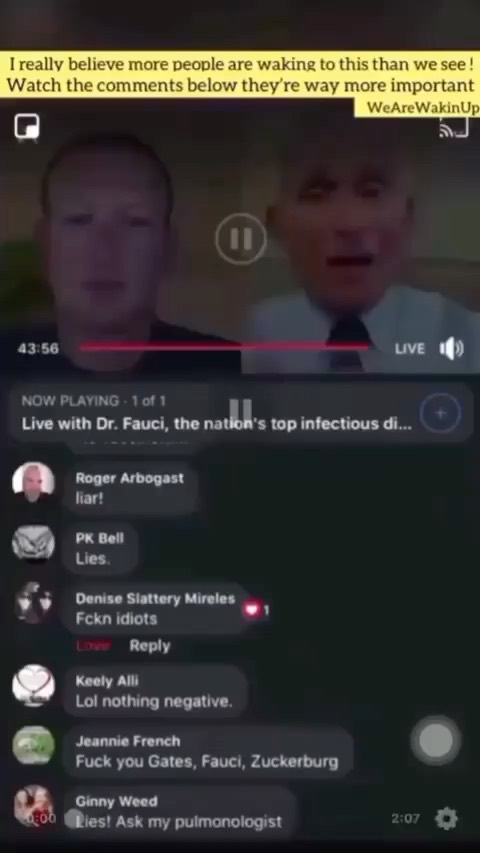 I really believe more people are waking to this than we see!
Watch the comments below they're way more important
WeAreWakinUp
43:56
LIVE
NOW PLAYING · 1 of 1
Live with Dr. Fauci, the nation's top infectious di...
Roger Arbogast
liar!
PK Bell
Lies.
Denise Slattery Mireles
Fckn idiots
1
Love Reply
Keely Alli
Lol nothing negative.
Jeannie French
Fuck you Gates, Fauci, Zuckerburg
Ginny Weed
Lies! Ask my pulmonologist
0:00
2:07